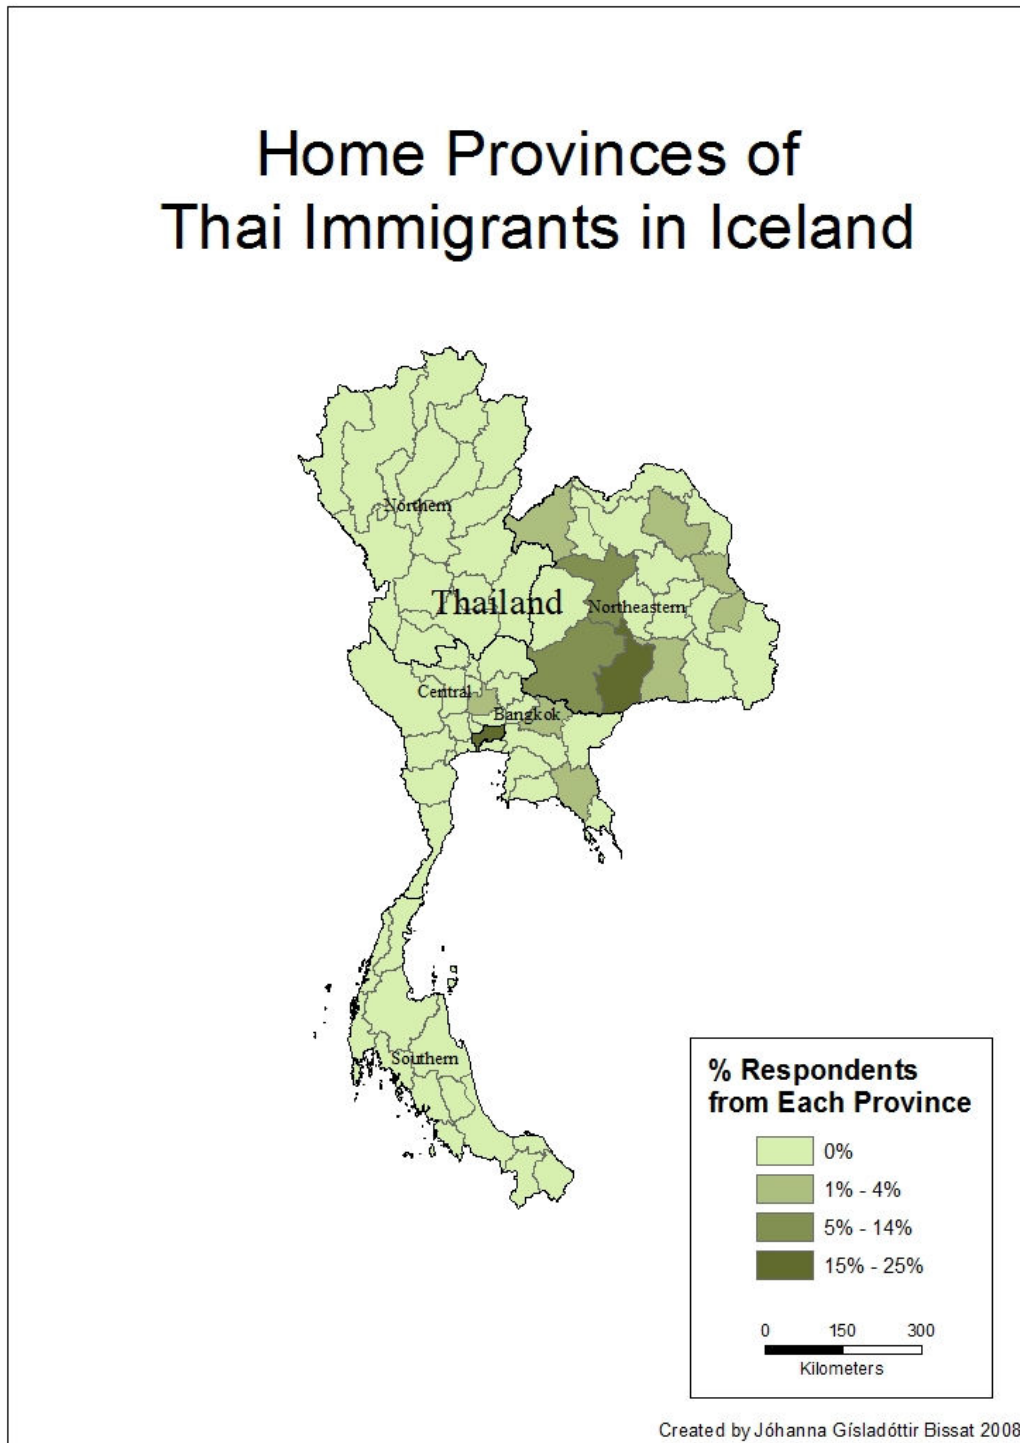 Home Provinces of
Thai Immigrants in Iceland
Northern
Thailand
Northeastern
Central
Bangkok
Southern
% Respondents
from Each Province
0%
1% - 4%
5% - 14%
15% - 25%
0 150 300
Kilometers
Created by Jóhanna Gísladóttir Bissat 2008